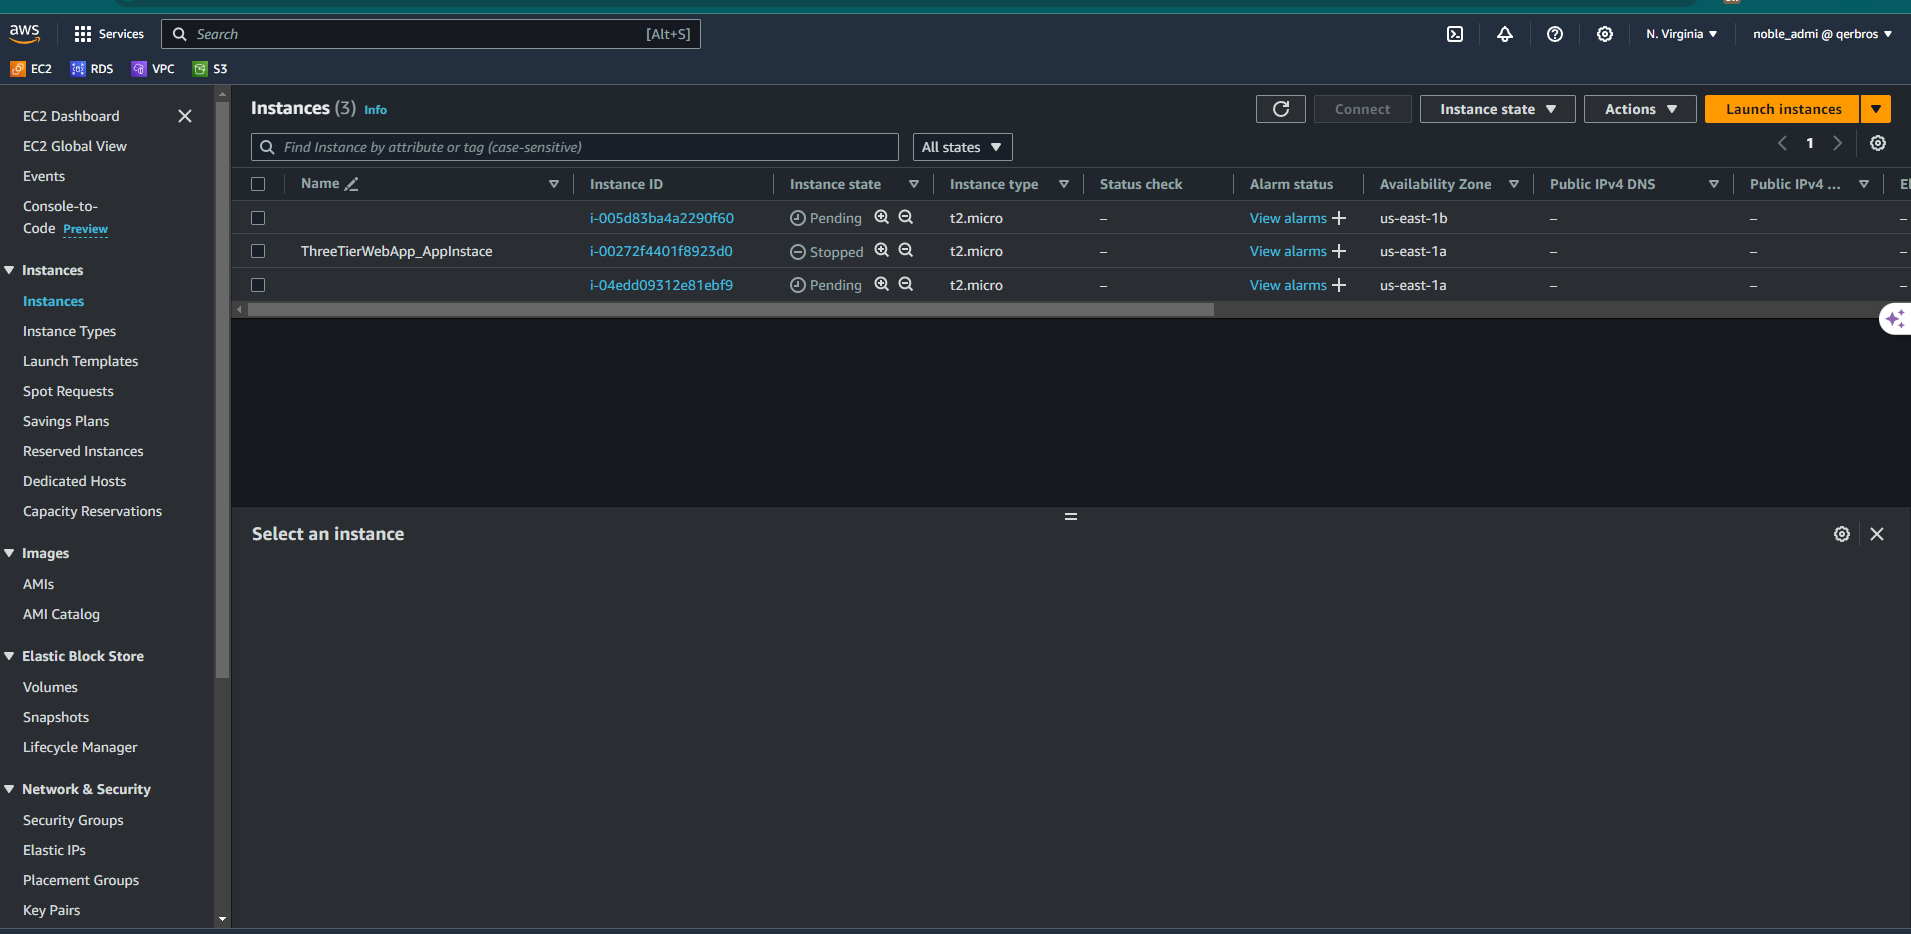 aws Services Search [Alt+S] N. Virginia noble_admi @ qerbros
EC2 RDS VPC S3
EC2 Dashboard
EC2 Global View
Events
Console-to-
Code Preview
Instances
Instances
Instance Types
Launch Templates
Spot Requests
Savings Plans
Reserved Instances
Dedicated Hosts
Capacity Reservations
Images
AMIs
AMI Catalog
Elastic Block Store
Volumes
Snapshots
Lifecycle Manager
Network & Security
Security Groups
Elastic IPs
Placement Groups
Key Pairs
Instances (3) Info Connect Instance state Actions Launch instances
Find Instance by attribute or tag (case-sensitive) All states 1
Name Instance ID Instance state Instance type Status check Alarm status Availability Zone Public IPv4 DNS Public IPv4 ... El
i-005d83ba4a2290f60 Pending t2.micro – View alarms + us-east-1b – – –
ThreeTierWebApp_AppInstace i-00272f4401f8923d0 Stopped t2.micro – View alarms + us-east-1a – – –
i-04edd09312e81ebf9 Pending t2.micro – View alarms + us-east-1a – – –
Select an instance